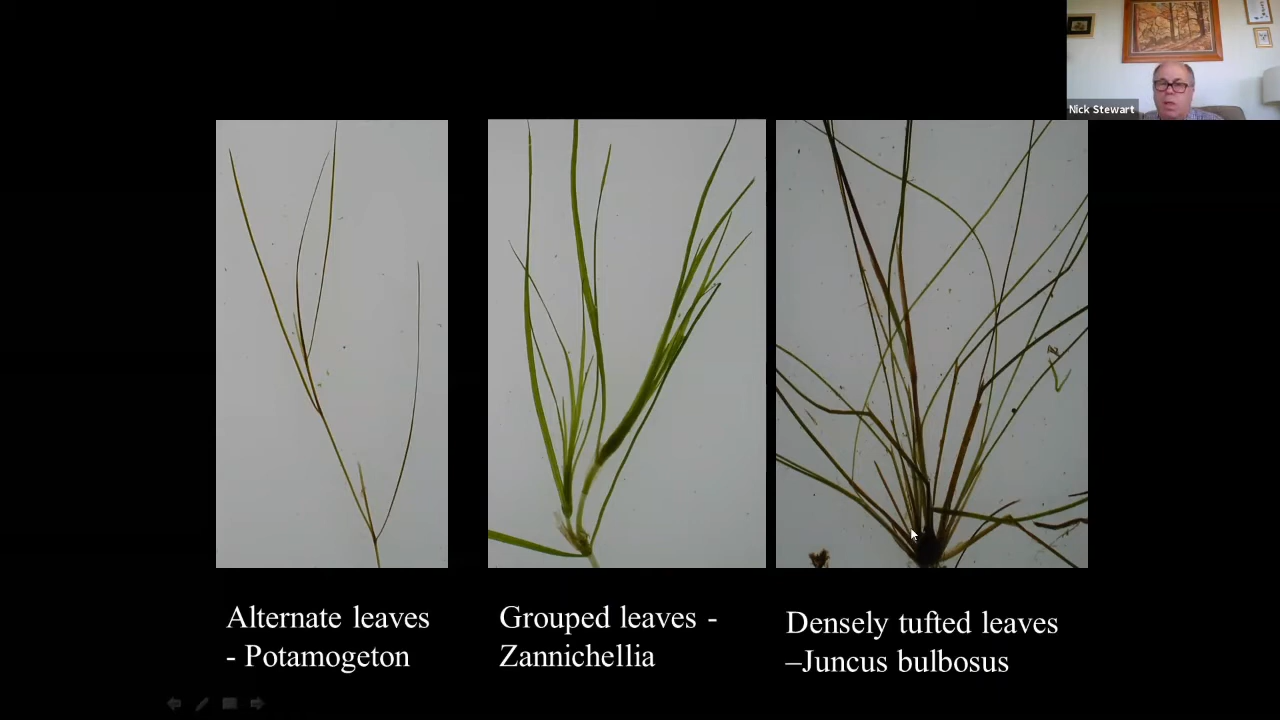 Nick Stewart
Alternate leaves
- Potamogeton
Grouped leaves -
Zannichellia
Densely tufted leaves
–Juncus bulbosus